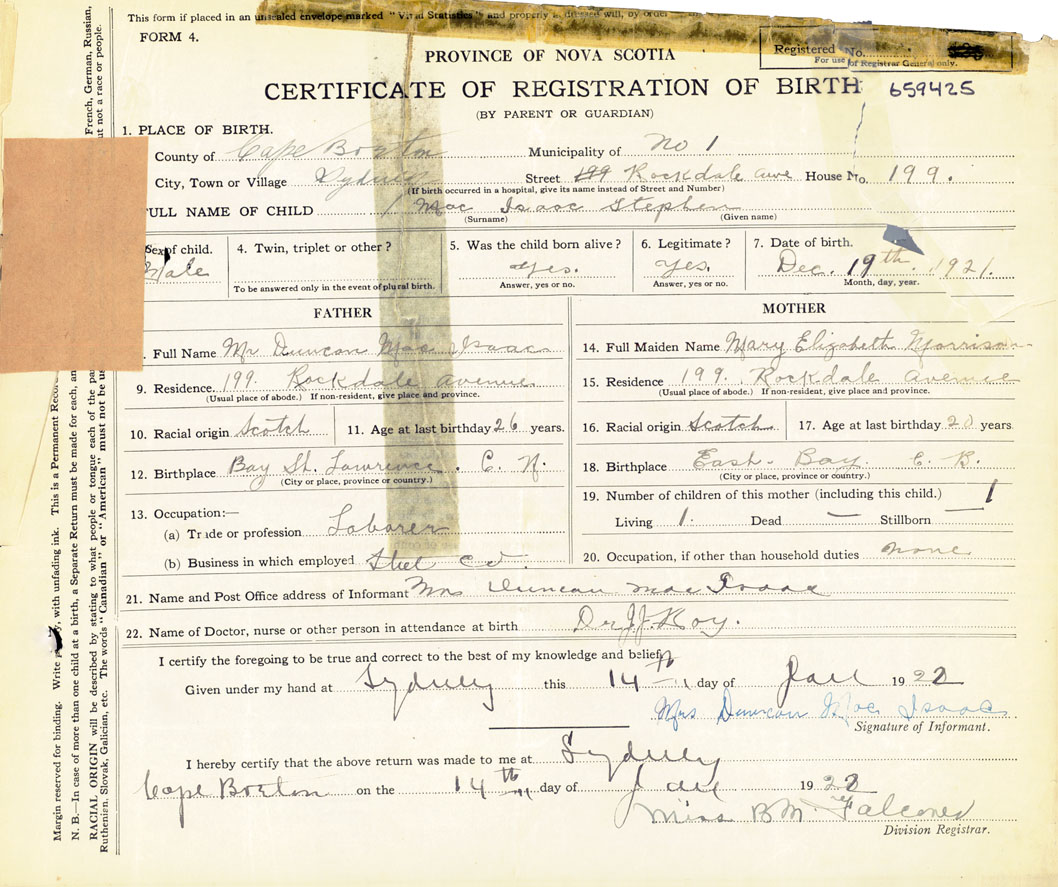 This form if placed in an unsealed envelope marked "Vital Statistics" and properly addressed will, by order
FORM 4.
Registered No.
For use of Registrar General only.
PROVINCE OF NOVA SCOTIA
CERTIFICATE OF REGISTRATION OF BIRTH 659425
(BY PARENT OR GUARDIAN)
1. PLACE OF BIRTH.
County of Cape Borton Municipality of No 1
City, Town or Village Sydney Street 199 Rockdale Ave House No. 199.
(If birth occurred in a hospital, give its name instead of Street and Number)
FULL NAME OF CHILD Mac Isaac Stephen
(Surname) (Given name)
Sex of child. 4. Twin, triplet or other? 5. Was the child born alive? 6. Legitimate? 7. Date of birth.
Male Yes. Yes. Dec. 19th 1921.
To be answered only in the event of plural birth. Answer, yes or no. Answer, yes or no. Month, day, year.
FATHER
Full Name Mr Duncan Mac Isaac
9. Residence 199. Rockdale Avenue
(Usual place of abode.) If non-resident, give place and province.
10. Racial origin Scotch 11. Age at last birthday 26 years.
12. Birthplace Bay St. Lawrence. C. N.
(City or place, province or country.)
13. Occupation:—
(a) Trade or profession Laborer
(b) Business in which employed Steel Co
MOTHER
14. Full Maiden Name Mary Elizabeth Morrison
15. Residence 199. Rockdale Avenue
(Usual place of abode.) If non-resident, give place and province.
16. Racial origin Scotch. 17. Age at last birthday 20 years
18. Birthplace East Bay C. B.
(City or place, province or country.)
19. Number of children of this mother (including this child.) 1
Living 1. Dead — Stillborn —
20. Occupation, if other than household duties none
21. Name and Post Office address of Informant Mrs Duncan Mac Isaac
22. Name of Doctor, nurse or other person in attendance at birth Dr J. J. Roy.
I certify the foregoing to be true and correct to the best of my knowledge and belief.
Given under my hand at Sydney this 14th day of Jan 1922
Mrs Duncan Mac Isaac
Signature of Informant.
I hereby certify that the above return was made to me at Sydney
Cape Borton on the 14th day of Jan 1922
Miss B. M. Falconer
Division Registrar.
Margin reserved for binding. Write plainly, with unfading ink. This is a Permanent Record
N. B.—In case of more than one child at a birth, a Separate Return must be made for each, an
RACIAL ORIGIN will be described by stating to what people or tongue each of the pa French, German, Russian,
Ruthenian, Slovak, Galician, etc. The words "Canadian" or "American" must not be us ut not a race or people.